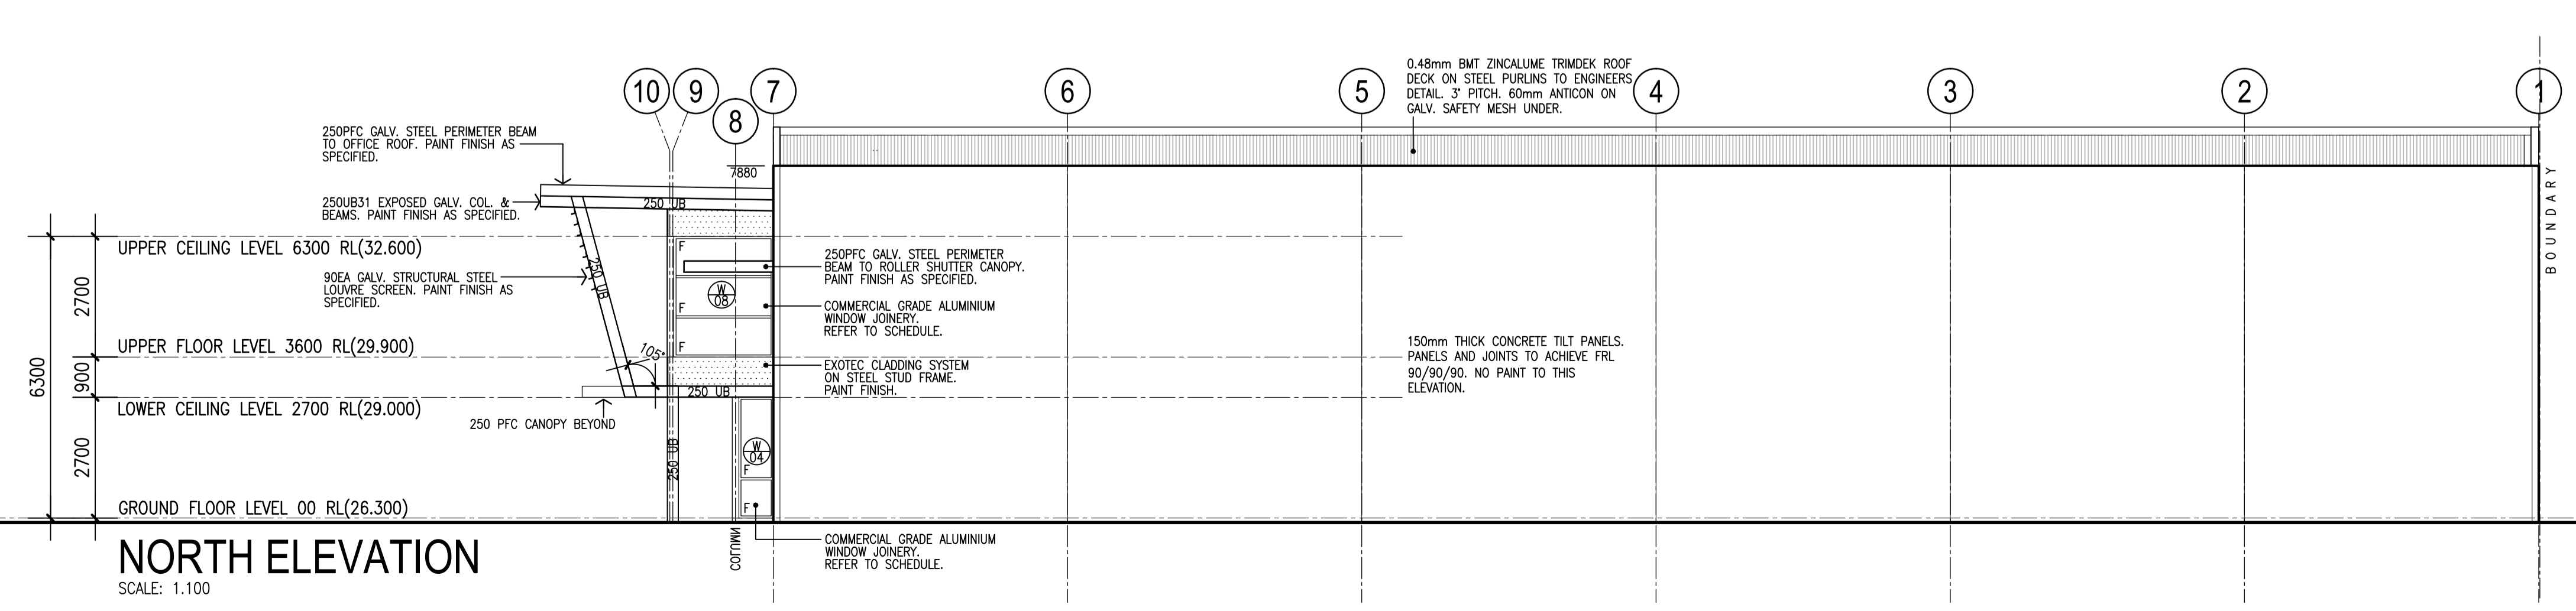 10
9
8
7
6
5
4
3
2
1
0.48mm BMT ZINCALUME TRIMDEK ROOF
DECK ON STEEL PURLINS TO ENGINEERS
DETAIL. 3° PITCH. 60mm ANTICON ON
GALV. SAFETY MESH UNDER.
250PFC GALV. STEEL PERIMETER BEAM
TO OFFICE ROOF. PAINT FINISH AS
SPECIFIED.
7880
BOUNDARY
250UB31 EXPOSED GALV. COL. &
BEAMS. PAINT FINISH AS SPECIFIED.
250 UB
UPPER CEILING LEVEL 6300 RL(32.600)
F
250PFC GALV. STEEL PERIMETER
BEAM TO ROLLER SHUTTER CANOPY.
PAINT FINISH AS SPECIFIED.
90EA GALV. STRUCTURAL STEEL
LOUVRE SCREEN. PAINT FINISH AS
SPECIFIED.
250 UB
2700
W
08
F
COMMERCIAL GRADE ALUMINIUM
WINDOW JOINERY.
REFER TO SCHEDULE.
UPPER FLOOR LEVEL 3600 RL(29.900)
105°
F
150mm THICK CONCRETE TILT PANELS.
PANELS AND JOINTS TO ACHIEVE FRL
90/90/90. NO PAINT TO THIS
ELEVATION.
6300
900
EXOTEC CLADDING SYSTEM
ON STEEL STUD FRAME.
PAINT FINISH.
250 UB
LOWER CEILING LEVEL 2700 RL(29.000)
250 PFC CANOPY BEYOND
2700
250 UB
W
04
F
GROUND FLOOR LEVEL 00 RL(26.300)
F
COMMERCIAL GRADE ALUMINIUM
WINDOW JOINERY.
REFER TO SCHEDULE.
NORTH ELEVATION
SCALE: 1.100